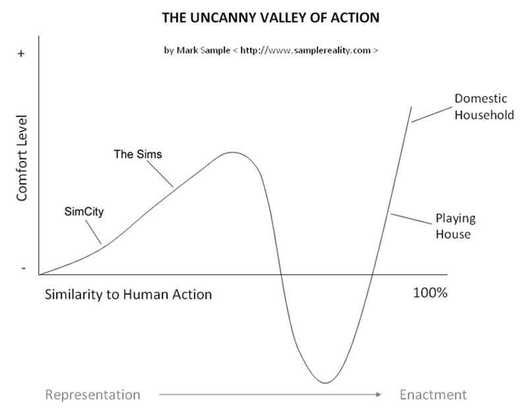 THE UNCANNY VALLEY OF ACTION
by Mark Sample < http://www.samplereality.com >
+
Comfort Level
-
Domestic
Household
The Sims
SimCity
Playing
House
Similarity to Human Action
100%
Representation
Enactment